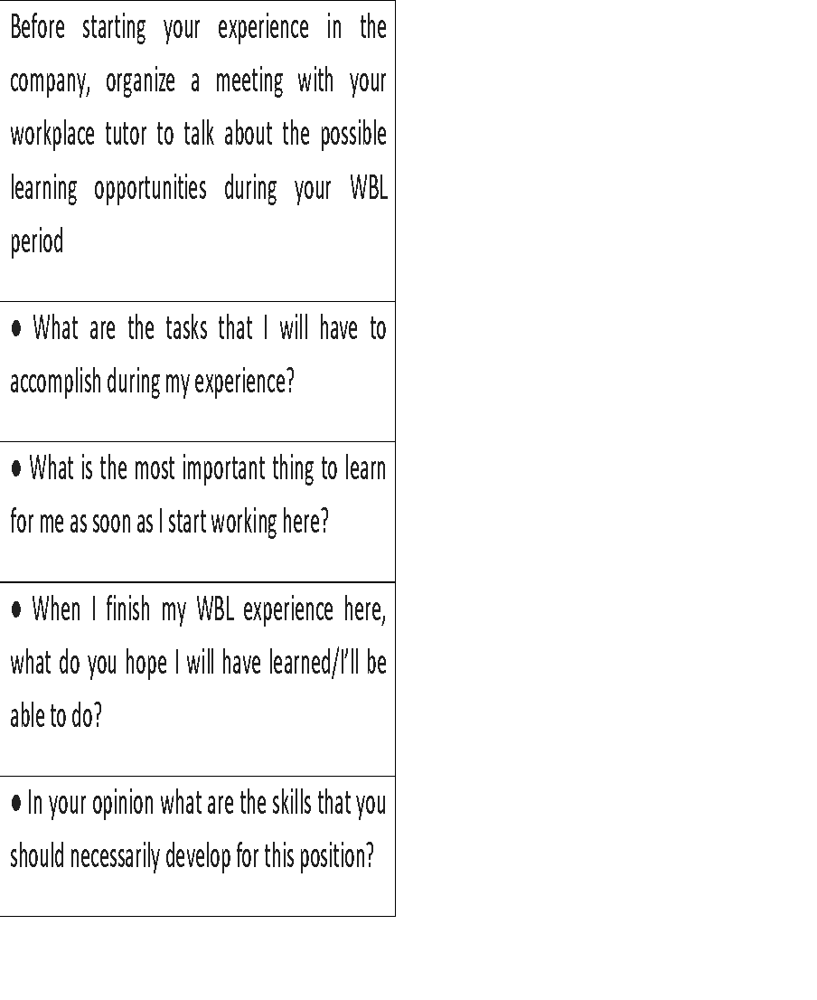 Before starting your experience in the
company, organize a meeting with your
workplace tutor to talk about the possible
learning opportunities during your WBL
period
● What are the tasks that I will have to
accomplish during my experience?
● What is the most important thing to learn
for me as soon as I start working here?
● When I finish my WBL experience here,
what do you hope I will have learned/I'll be
able to do?
● In your opinion what are the skills that you
should necessarily develop for this position?